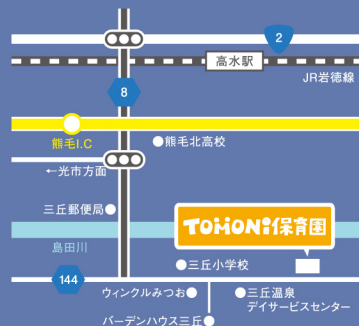 2
高水駅
JR岩徳線
8
熊毛I.C
熊毛北高校
←光市方面
三丘郵便局
TOMONi保育園
島田川
三丘小学校
144
ウィンクルみつお
三丘温泉
デイサービスセンター
バーデンハウス三丘